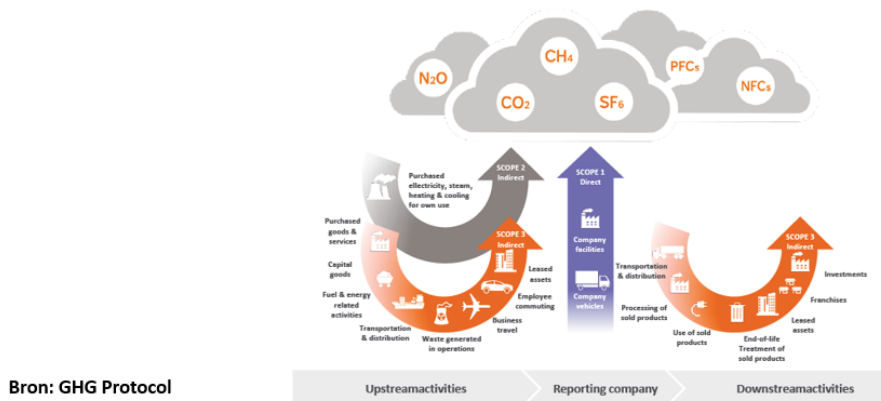 N₂O
CH₄
CO₂
SF₆
PFCs
NFCs
SCOPE 2
Indirect
Purchased
ellectricity, steam,
heating & cooling
for own use
SCOPE 1
Direct
Company
facilities
Company
vehicles
Purchased
goods &
services
Capital
goods
Fuel & energy
related
activities
Transportation
& distribution
Waste generated
in operations
Business
travel
Employee
commuting
Leased
assets
SCOPE 3
Indirect
Transportation
& distribution
Processing of
sold products
Use of sold
products
End-of-life
Treatment of
sold products
Leased
assets
Franchises
Investments
SCOPE 3
Indirect
Bron: GHG Protocol
Upstreamactivities
Reporting company
Downstreamactivities